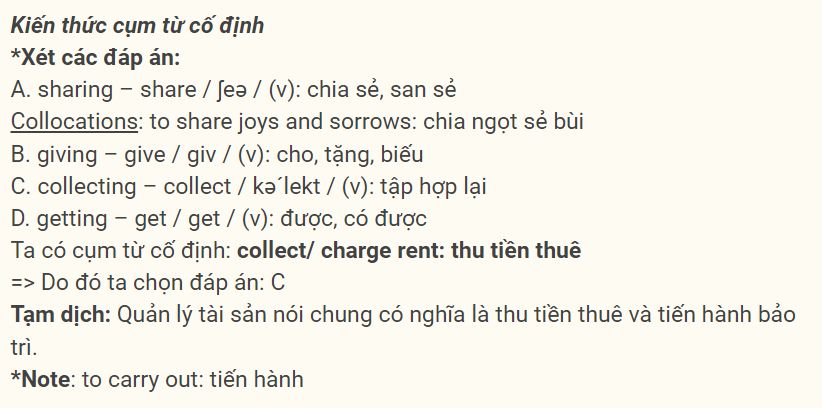 Kiến thức cụm từ cố định
*Xét các đáp án:
A. sharing – share / ʃeə / (v): chia sẻ, san sẻ
Collocations: to share joys and sorrows: chia ngọt sẻ bùi
B. giving – give / giv / (v): cho, tặng, biếu
C. collecting – collect / kə´lekt / (v): tập hợp lại
D. getting – get / get / (v): được, có được
Ta có cụm từ cố định: collect/ charge rent: thu tiền thuê
=> Do đó ta chọn đáp án: C
Tạm dịch: Quản lý tài sản nói chung có nghĩa là thu tiền thuê và tiến hành bảo
trì.
*Note: to carry out: tiến hành